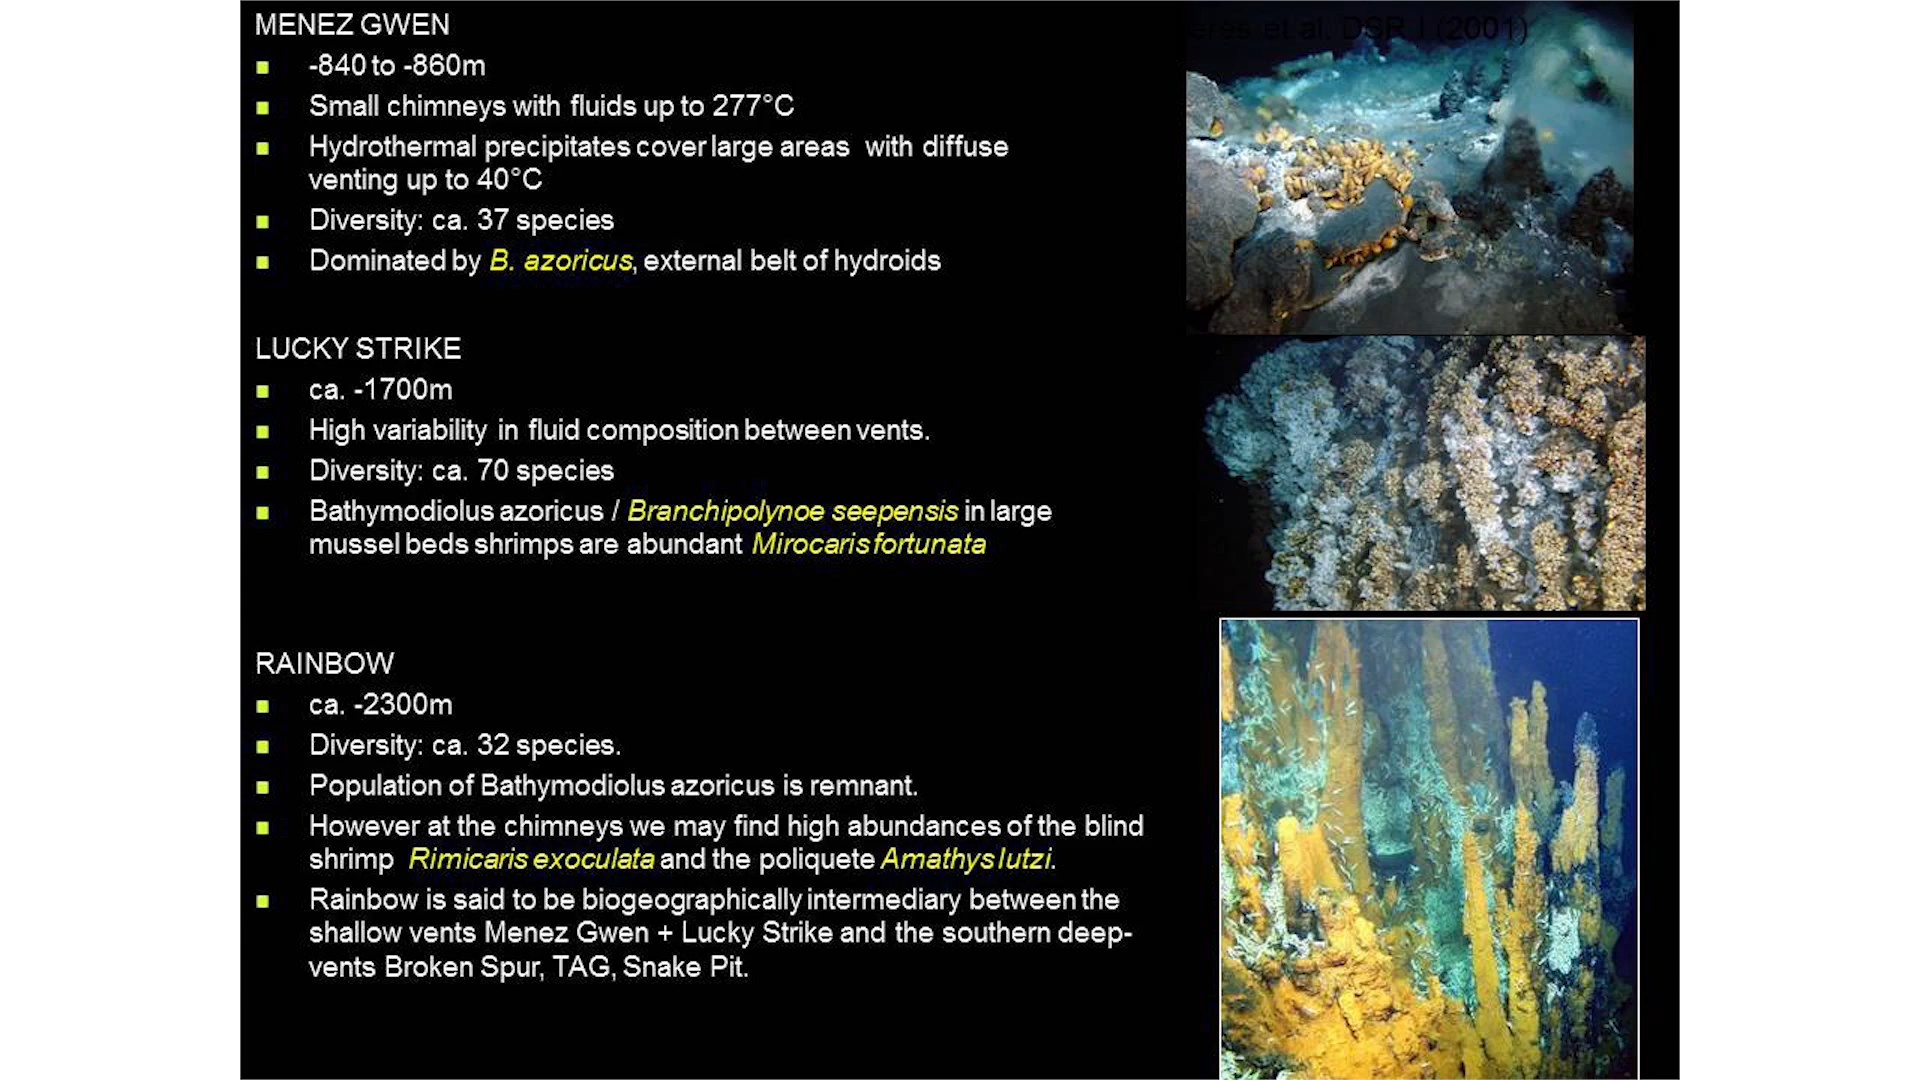 MENEZ GWEN
et al. DSR I (2001)
-840 to -860m
Small chimneys with fluids up to 277°C
Hydrothermal precipitates cover large areas with diffuse
venting up to 40°C
Diversity: ca. 37 species
Dominated by B. azoricus, external belt of hydroids
LUCKY STRIKE
ca. -1700m
High variability in fluid composition between vents.
Diversity: ca. 70 species
Bathymodiolus azoricus / Branchipolynoe seepensis in large
mussel beds shrimps are abundant Mirocaris fortunata
RAINBOW
ca. -2300m
Diversity: ca. 32 species.
Population of Bathymodiolus azoricus is remnant.
However at the chimneys we may find high abundances of the blind
shrimp Rimicaris exoculata and the poliquete Amathys lutzi.
Rainbow is said to be biogeographically intermediary between the
shallow vents Menez Gwen + Lucky Strike and the southern deep-
vents Broken Spur, TAG, Snake Pit.